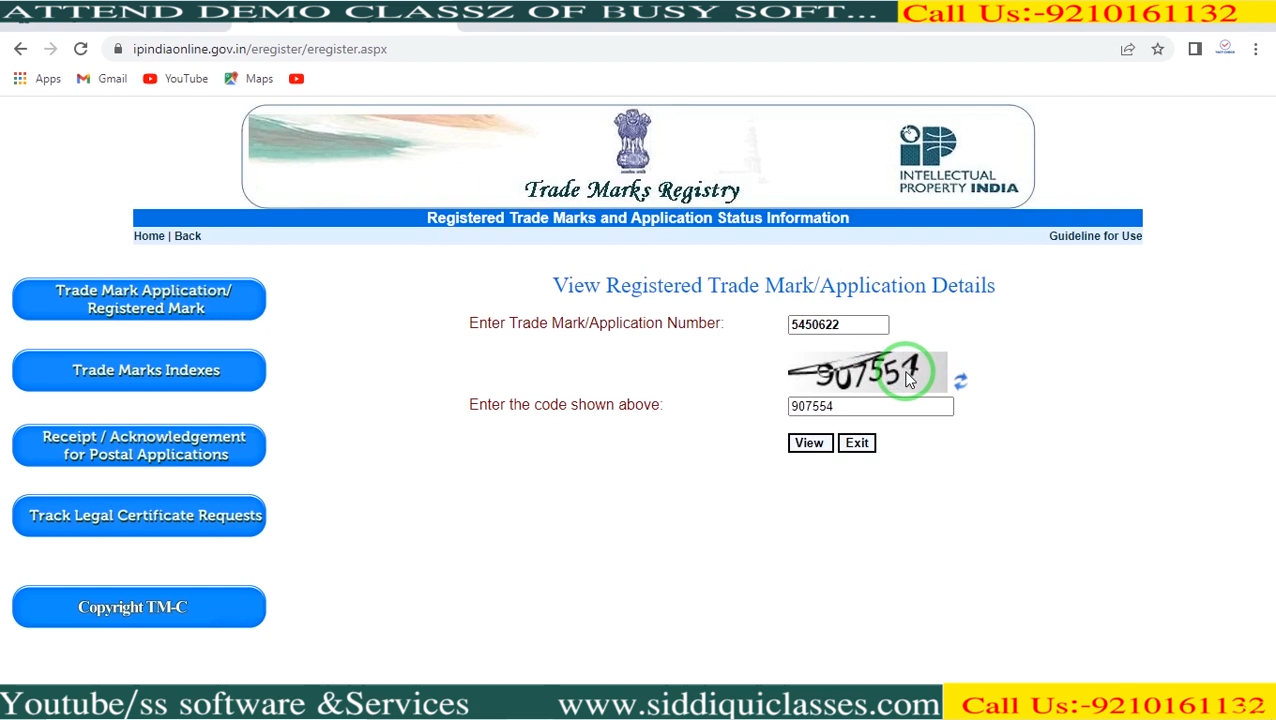 ATTEND DEMO CLASSZ OF BUSY SOFT... Call Us:-9210161132
ipindiaonline.gov.in/eregister/eregister.aspx
Apps Gmail YouTube Maps
INTELLECTUAL
PROPERTY INDIA
Trade Marks Registry
Registered Trade Marks and Application Status Information
Home | Back Guideline for Use
Trade Mark Application/
Registered Mark
Trade Marks Indexes
Receipt / Acknowledgement
for Postal Applications
Track Legal Certificate Requests
Copyright TM-C
View Registered Trade Mark/Application Details
Enter Trade Mark/Application Number: 5450622
Enter the code shown above: 907554
View Exit
Youtube/ss software &Services www.siddiquiclasses.com Call Us:-9210161132